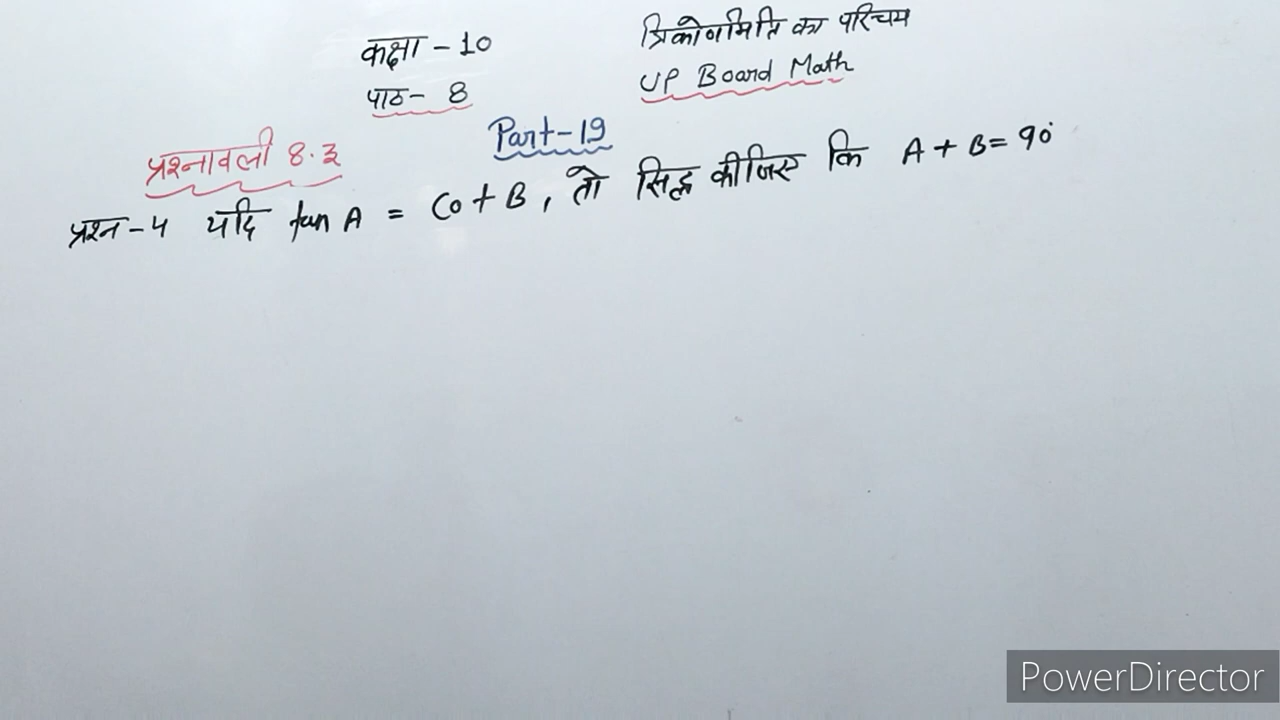 कक्षा - 10
त्रिकोणमिति का परिचय
पाठ - 8
UP Board Math
Part-19
प्रश्नावली 8.3
प्रश्न-4 यदि tan A = Cot B, तो सिद्ध कीजिए कि A + B = 90°
PowerDirector